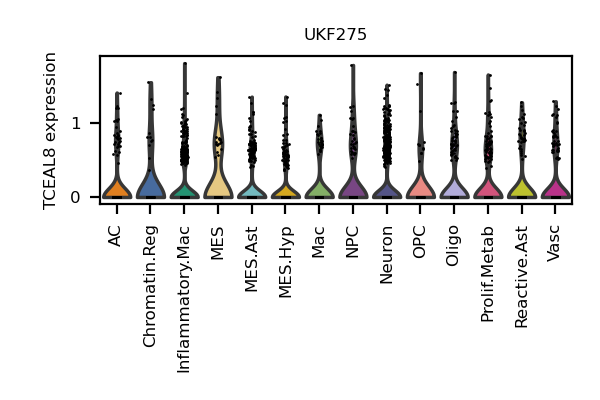 UKF275
TCEAL8 expression
1
0
AC
Chromatin.Reg
Inflammatory.Mac
MES
MES.Ast
MES.Hyp
Mac
NPC
Neuron
OPC
Oligo
Prolif.Metab
Reactive.Ast
Vasc